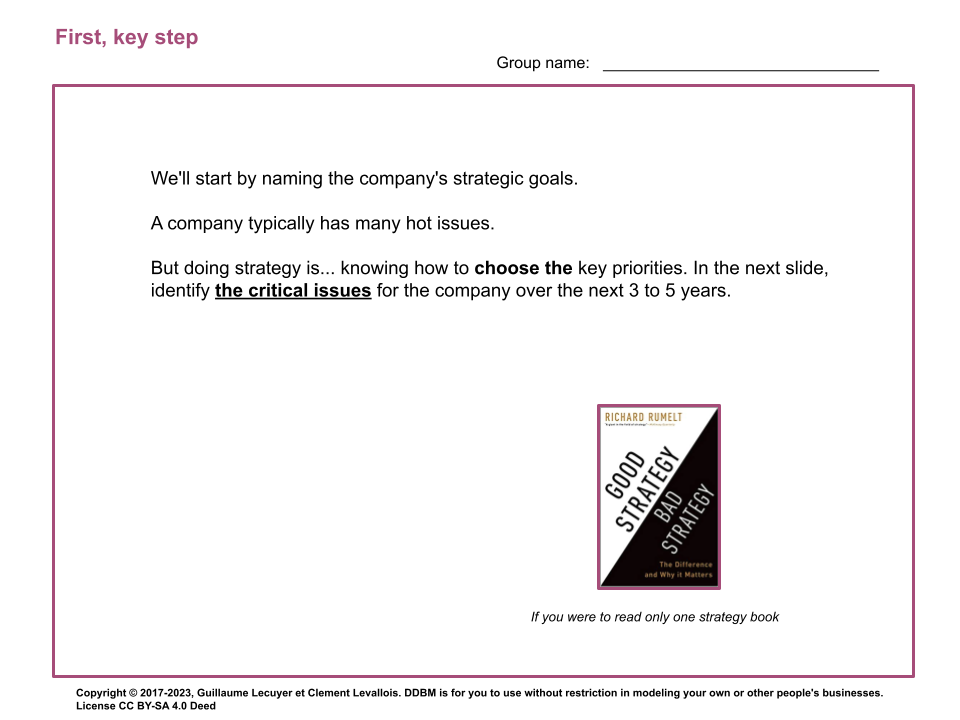 First, key step
Group name:
We'll start by naming the company's strategic goals.
A company typically has many hot issues.
But doing strategy is... knowing how to choose the key priorities. In the next slide,
identify the critical issues for the company over the next 3 to 5 years.
RICHARD RUMELT
GOOD
STRATEGY
BAD
STRATEGY
The Difference
and Why it Matters
If you were to read only one strategy book
Copyright © 2017-2023, Guillaume Lecuyer et Clement Levallois. DDBM is for you to use without restriction in modeling your own or other people's businesses.
License CC BY-SA 4.0 Deed